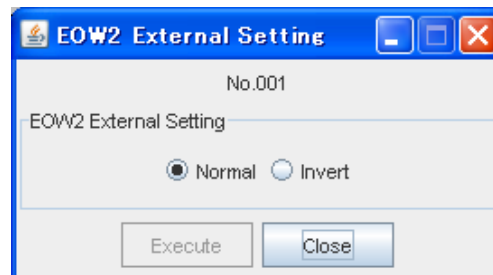 EOW2 External Setting
No.001
EOW2 External Setting
Normal Invert
Execute Close